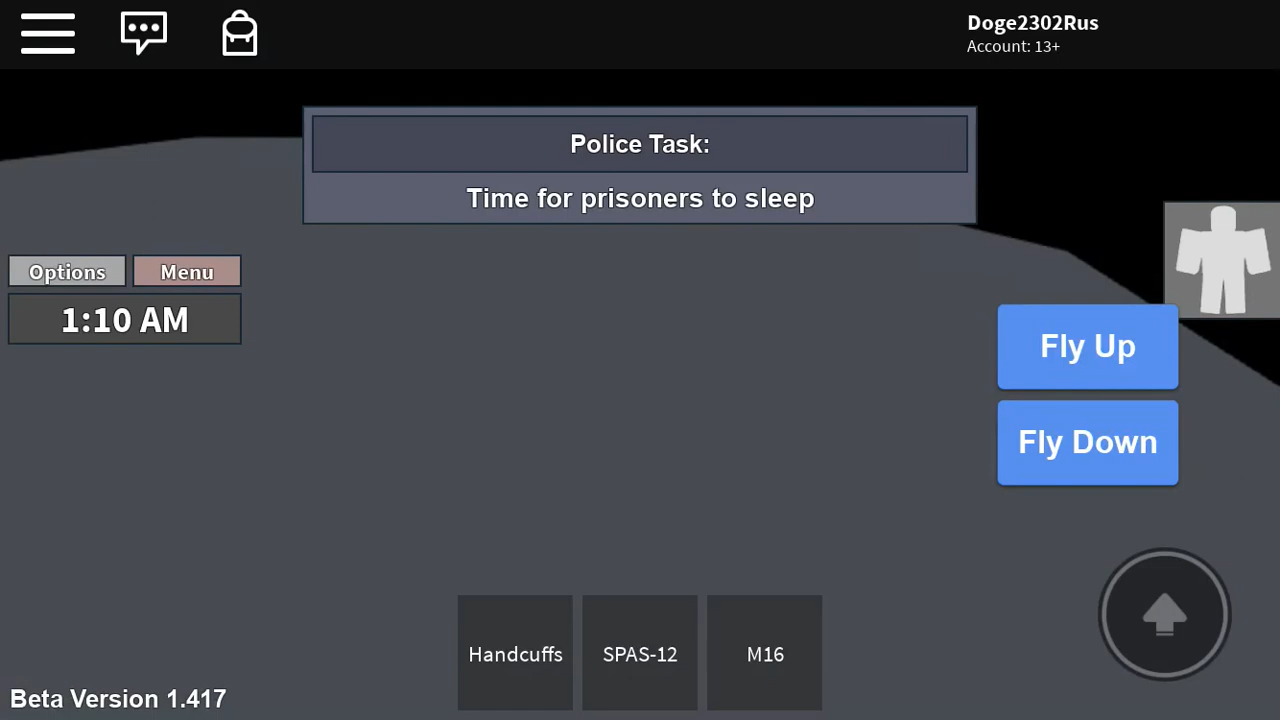 Doge2302Rus
Account: 13+
Police Task:
Time for prisoners to sleep
Options
Menu
1:10 AM
Fly Up
Fly Down
Handcuffs
SPAS-12
M16
Beta Version 1.417